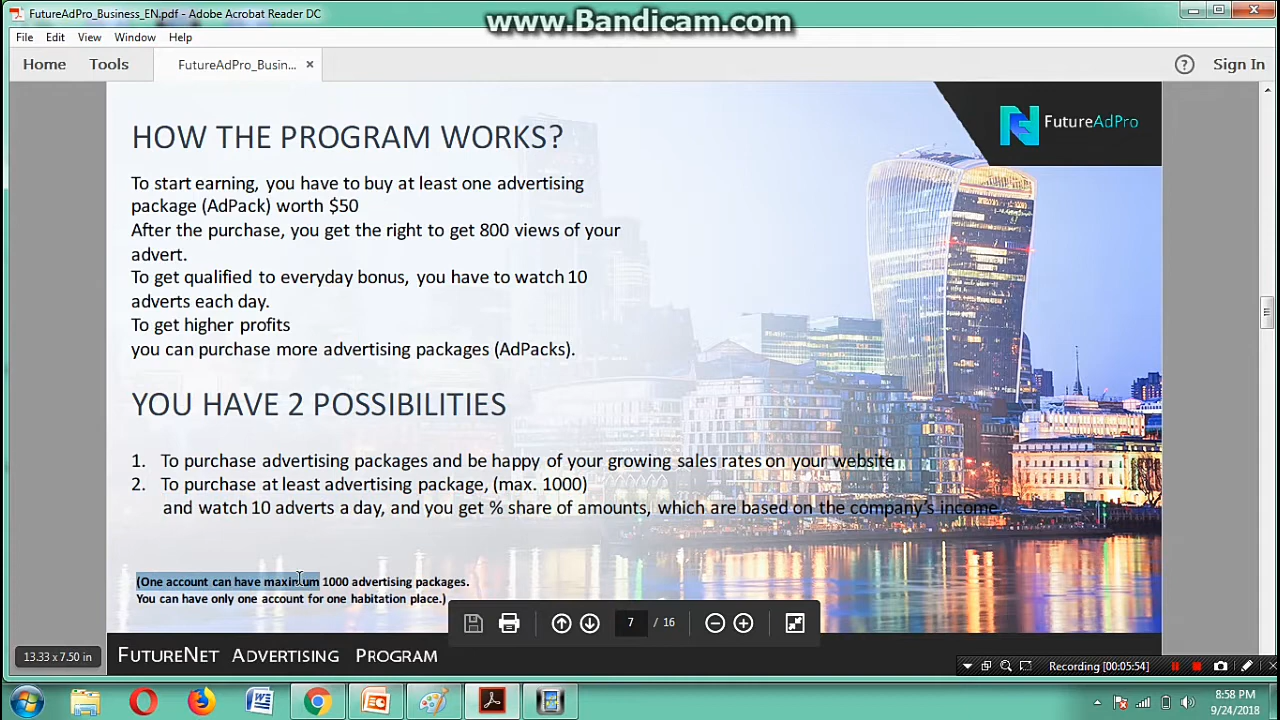 FutureAdPro_Business_EN.pdf - Adobe Acrobat Reader DC
www.Bandicam.com
File Edit View Window Help
Home Tools FutureAdPro_Busin... × ? Sign In
FutureAdPro
HOW THE PROGRAM WORKS?
To start earning, you have to buy at least one advertising
package (AdPack) worth $50
After the purchase, you get the right to get 800 views of your
advert.
To get qualified to everyday bonus, you have to watch 10
adverts each day.
To get higher profits
you can purchase more advertising packages (AdPacks).
YOU HAVE 2 POSSIBILITIES
1. To purchase advertising packages and be happy of your growing sales rates on your website
2. To purchase at least advertising package, (max. 1000)
and watch 10 adverts a day, and you get % share of amounts, which are based on the company's income
(One account can have maximum 1000 advertising packages.
You can have only one account for one habitation place.)
7 / 16
FUTURENET ADVERTISING PROGRAM
13.33 x 7.50 in
Recording [00:05:54]
8:58 PM
9/24/2018